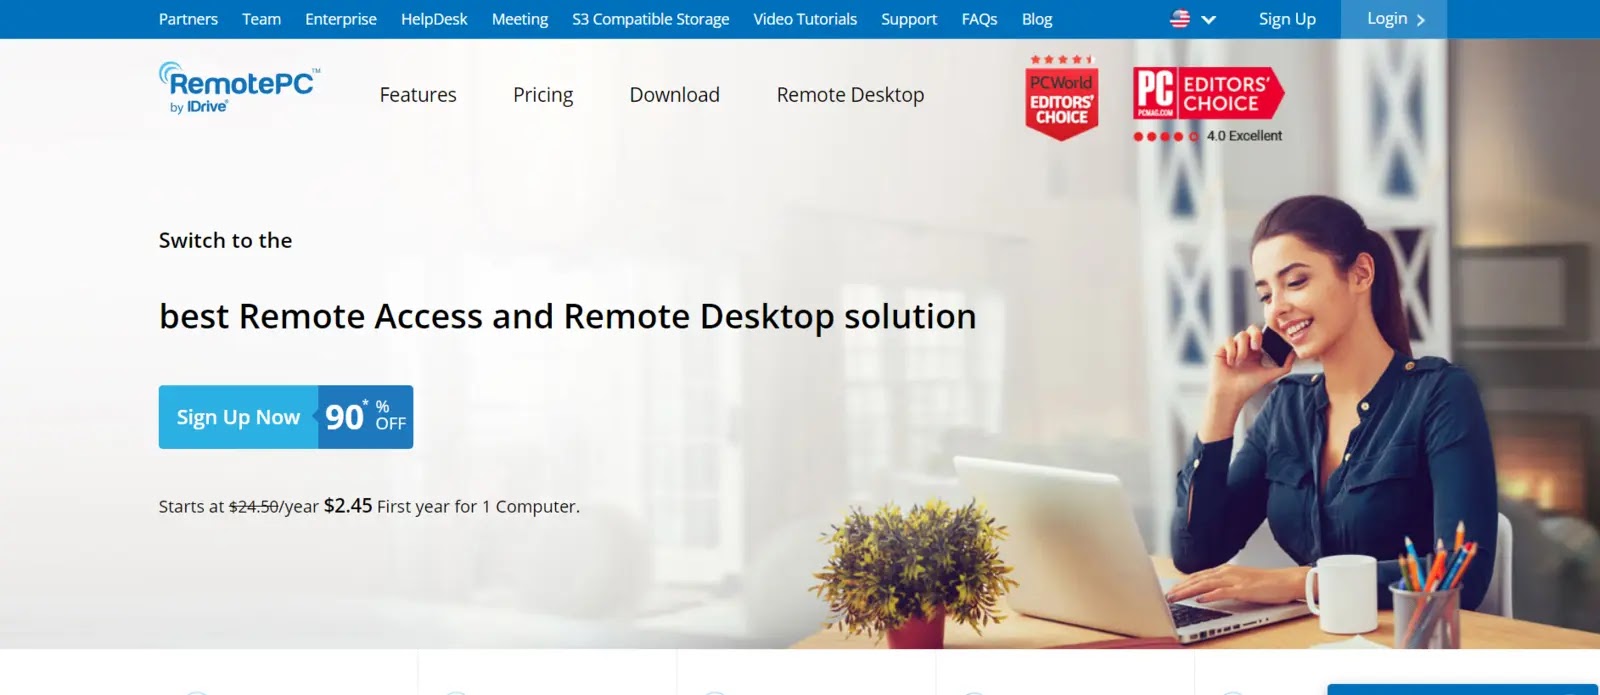 Partners Team Enterprise HelpDesk Meeting S3 Compatible Storage Video Tutorials Support FAQs Blog Sign Up Login
RemotePC™
by IDrive®
Features Pricing Download Remote Desktop
PCWorld
EDITORS'
CHOICE
PC
PCMAG.COM
EDITORS'
CHOICE
4.0 Excellent
Switch to the
best Remote Access and Remote Desktop solution
Sign Up Now 90* % OFF
Starts at $24.50/year $2.45 First year for 1 Computer.